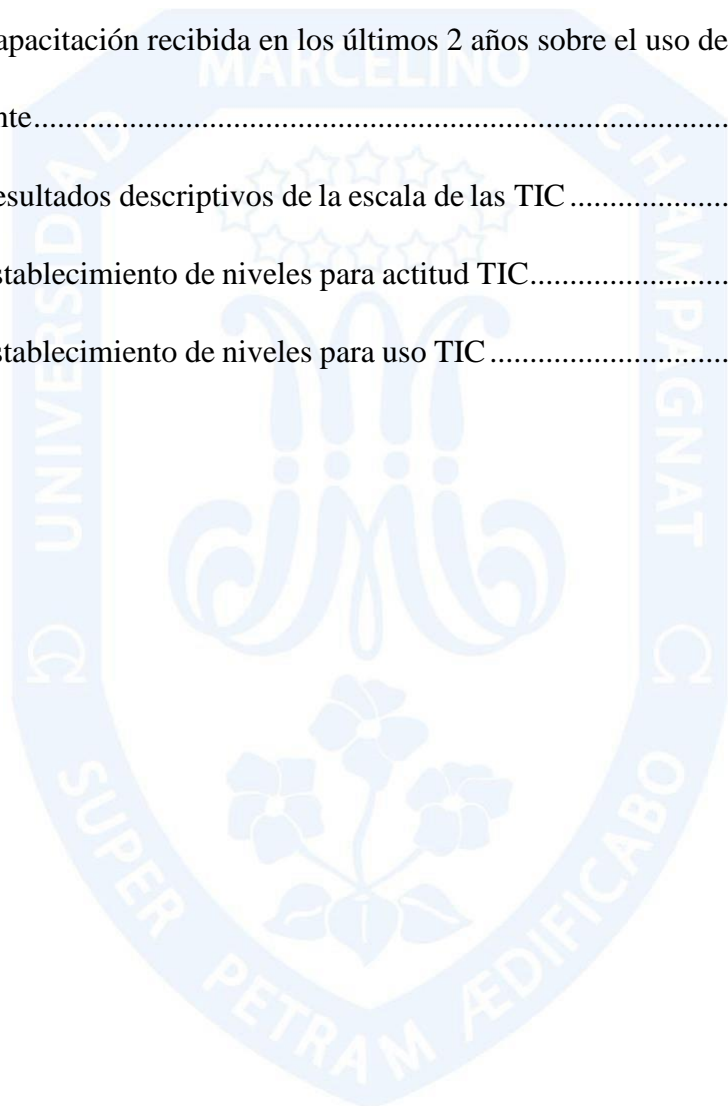 apacitación recibida en los últimos 2 años sobre el uso de
nte
esultados descriptivos de la escala de las TIC
stablecimiento de niveles para actitud TIC
stablecimiento de niveles para uso TIC
UNIVERSIDAD MARCELINO CHAMPAGNAT
SUPER PETRAM ÆDIFICABO